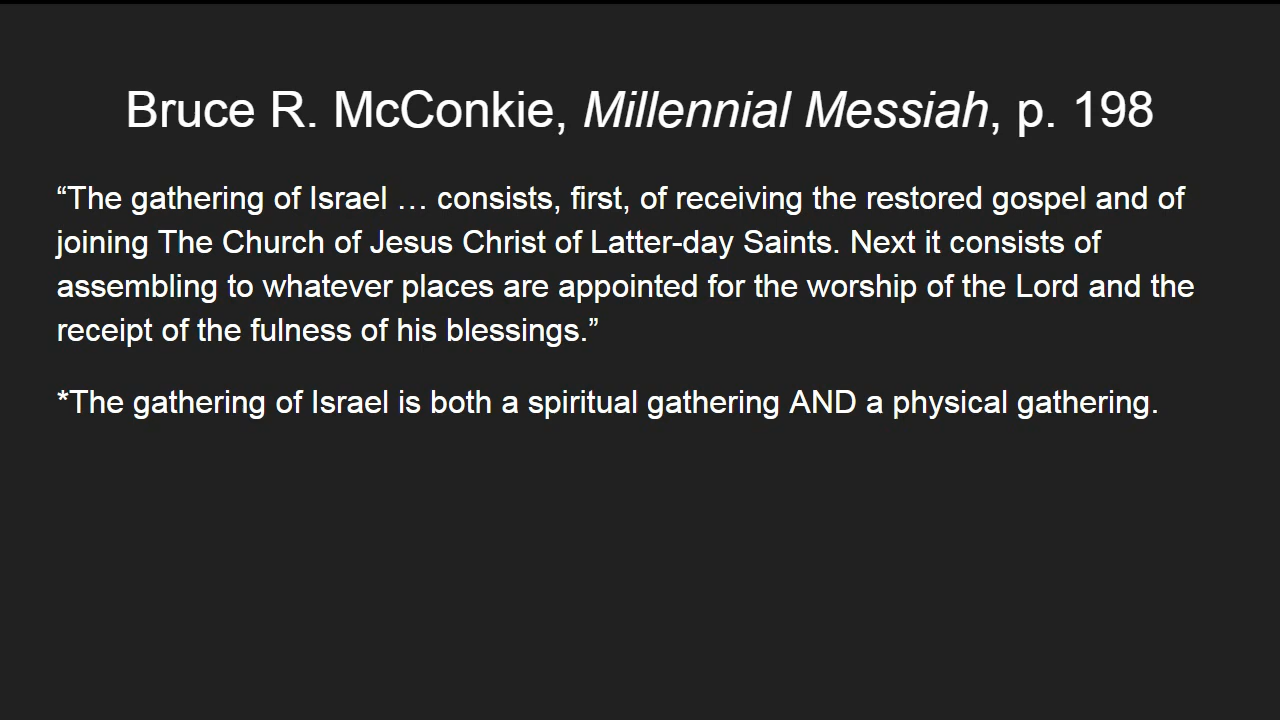 Bruce R. McConkie, Millennial Messiah, p. 198
“The gathering of Israel … consists, first, of receiving the restored gospel and of
joining The Church of Jesus Christ of Latter-day Saints. Next it consists of
assembling to whatever places are appointed for the worship of the Lord and the
receipt of the fulness of his blessings.”
*The gathering of Israel is both a spiritual gathering AND a physical gathering.